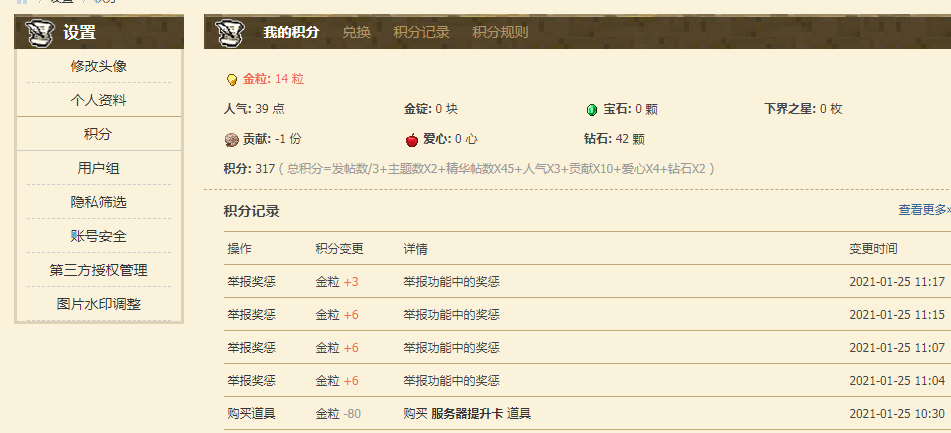 设置
修改头像
个人资料
积分
用户组
隐私筛选
账号安全
第三方授权管理
图片水印调整
我的积分 兑换 积分记录 积分规则
金粒: 14 粒
人气: 39 点 金锭: 0 块 宝石: 0 颗 下界之星: 0 枚
贡献: -1 份 爱心: 0 心 钻石: 42 颗
积分: 317 ( 总积分=发帖数/3+主题数X2+精华帖数X45+人气X3+贡献X10+爱心X4+钻石X2 )
积分记录 查看更多»
操作 积分变更 详情 变更时间
举报奖惩 金粒 +3 举报功能中的奖惩 2021-01-25 11:17
举报奖惩 金粒 +6 举报功能中的奖惩 2021-01-25 11:15
举报奖惩 金粒 +6 举报功能中的奖惩 2021-01-25 11:07
举报奖惩 金粒 +6 举报功能中的奖惩 2021-01-25 11:04
购买道具 金粒 -80 购买 服务器提升卡 道具 2021-01-25 10:30